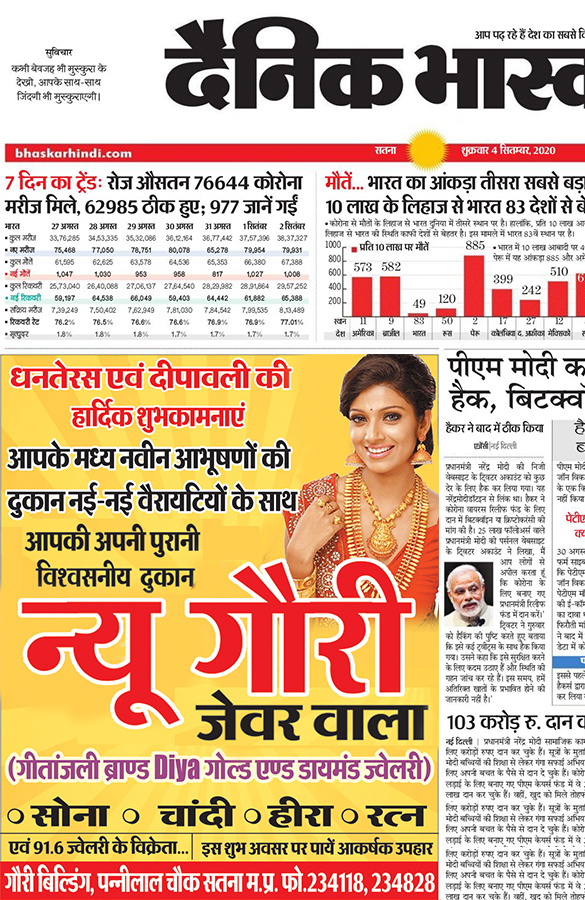 सुविचार
कभी बेवजह भी मुस्कुरा के
देखो, आपके साथ-साथ
जिंदगी भी मुस्कुराएगी।
आप पढ़ रहे हैं देश का सबसे वि
दैनिक भास्क
bhaskarhindi.com
सतना
शुक्रवार 4 सितम्बर, 2020
7 दिन का ट्रेंड: रोज औसतन 76644 कोरोना
मरीज मिले, 62985 ठीक हुए; 977 जानें गईं
भारत 27 अगस्त 28 अगस्त 29 अगस्त 30 अगस्त 31 अगस्त 1 सितंबर 2 सितंबर
कुल मरीज 33,76,285 34,53,335 35,32,086 36,12,164 36,77,442 37,57,396 38,37,327
नए मरीज 75,468 77,050 78,751 80,078 65,278 79,954 79,931
कुल मौतें 61,595 62,625 63,578 64,536 65,353 66,380 67,388
नई मौतें 1,047 1,030 953 958 817 1,027 1,008
कुल रिकवरी 25,73,040 26,40,088 27,06,137 27,64,540 28,29,982 28,91,864 29,57,252
नई रिकवरी 59,197 64,538 66,049 59,403 64,442 61,882 65,388
सक्रिय मरीज 7,39,249 7,50,402 7,62,949 7,81,030 7,84,542 7,99,535 8,13,489
रिकवरी रेट 76.2% 76.5% 76.6% 76.6% 76.9% 76.9% 77.01%
मृत्युदर 1.8% 1.8% 1.8% 1.7% 1.7% 1.7% 1.7%
मौतें... भारत का आंकड़ा तीसरा सबसे बड़ा
10 लाख के लिहाज से भारत 83 देशों से बे
• कोरोना से मौतों के लिहाज से भारत दुनिया में तीसरे स्थान पर है। हालांकि, प्रति 10 लाख आ
लिहाज से भारत की स्थिति काफी देशों से बेहतर है। इस मामले में भारत 83वें स्थान
1000
800
600
400
200
0
प्रति 10 लाख पर मौतें
• भारत में 10 लाख आबादी पर 4
पेरू में यह आंकड़ा 885 और अमे
573 582 49 120 885 399 242 510
स्थान 11 9 83 50 2 17 27 12
देश अमेरिका ब्राजील भारत रूस पेरू कोलंबिया द. अफ्रीका मेक्सिको
धनतेरस एवं दीपावली की
हार्दिक शुभकामनाएं
आपके मध्य नवीन आभूषणों की
दुकान नई-नई वैरायटियों के साथ
आपकी अपनी पुरानी
विश्वसनीय दुकान
न्यू गौरी
जेवर वाला
(गीतांजली ब्राण्ड Diya गोल्ड एण्ड डायमंड ज्वेलरी)
सोना चांदी हीरा रत्न
एवं 91.6 ज्वेलरी के विक्रेता...
इस शुभ अवसर पर पायें आकर्षक उपहार
गौरी बिल्डिंग, पन्नीलाल चौक सतना म.प्र. फो.234118, 234828
पीएम मोदी क
हैक, बिटक्वॉ
हैकर ने बाद में ठीक किया
एजेंसी | नई दिल्ली
प्रधानमंत्री नरेंद्र मोदी की निजी
वेबसाइट के ट्विटर अकाउंट को कुछ
देर के लिए हैक कर लिया गया। यह
नरेंद्रमोदीडॉटइन से लिंक था। हैकर ने
कोरोना वायरस रिलीफ फंड के लिए
दान में बिटक्वॉइन या क्रिप्टोकरंसी की
मांग की है। 25 लाख फॉलोअर्स वाले
प्रधानमंत्री की पर्सनल वेबसाइट
के ट्विटर अकाउंट ने लिखा, मैं
आप लोगों से
अपील करता हूं
कि कोरोना के
लिए बनाए गए
प्रधानमंत्री रिलीफ
फंड में दान करें।'
ट्विटर ने गुरुवार
को हैकिंग की पुष्टि करते हुए बताया
कि इसे कई ट्वीट्स के साथ हैक किया
गया। उसने कहा कि इसे सुरक्षित करने
के लिए कदम उठाए हैं और स्थिति की
गहन जांच कर रहे हैं। इस समय, हमें
अतिरिक्त खातों के प्रभावित होने की
जानकारी नहीं है।'
पीएम मो
जॉन विक
के एक वि
नहीं किया
पेटीए
क्य
30 अगस
फर्म साइब
कि पेटीएम
जॉन विक
पेटीएम मॉ
की ई-कॉम
का दावा
फिरौती मां
ने बाद में
डेटा में को
इससे पहले
हैकर्स द्वारा
कर लिया
103 करोड़ रु. दान व
नई दिल्ली | प्रधानमंत्री नरेंद्र मोदी सामाजिक काम
लिए करोड़ों रुपए दान कर चुके हैं। सूत्रों के मुता
मोदी बच्चियों की शिक्षा से लेकर गंगा सफाई अभिया
लिए अपनी बचत के पैसे से दान दे चुके हैं। कोरो
लड़ाई के लिए बनाए गए पीएम केयर्स फंड में वे
लाख दान कर चुके हैं। वहीं, खुद को मिले तोहफ